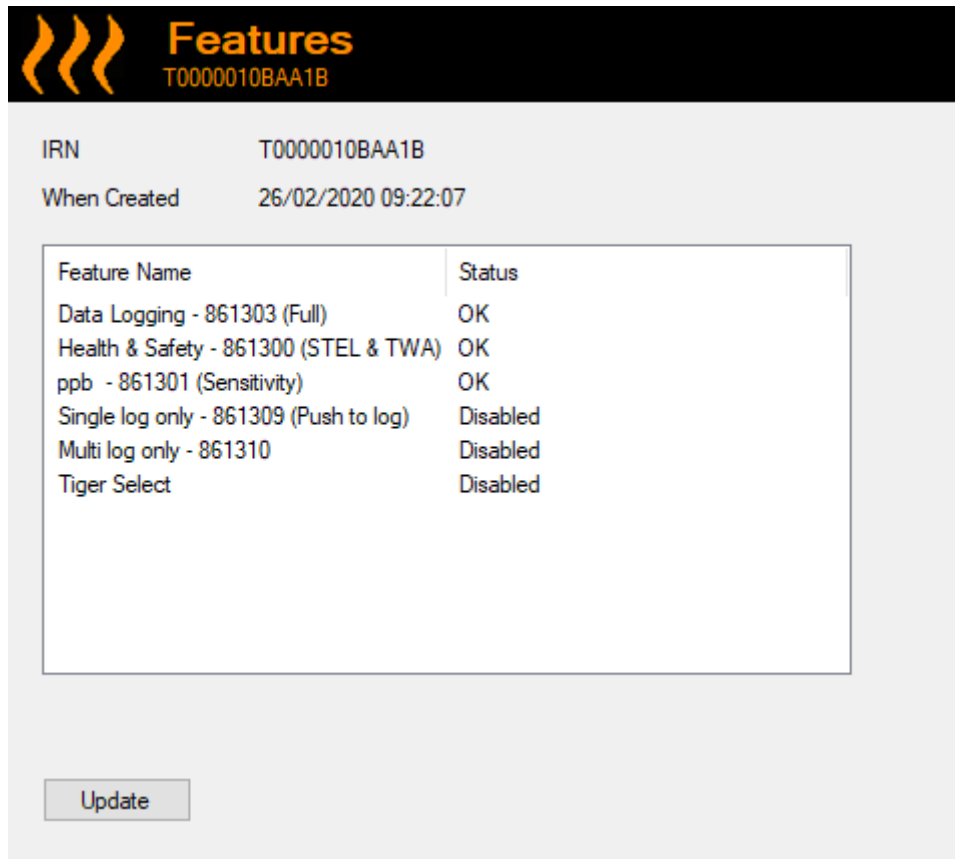 Features
T0000010BAA1B
IRN T0000010BAA1B
When Created 26/02/2020 09:22:07
Feature Name Status
Data Logging - 861303 (Full) OK
Health & Safety - 861300 (STEL & TWA) OK
ppb - 861301 (Sensitivity) OK
Single log only - 861309 (Push to log) Disabled
Multi log only - 861310 Disabled
Tiger Select Disabled
Update